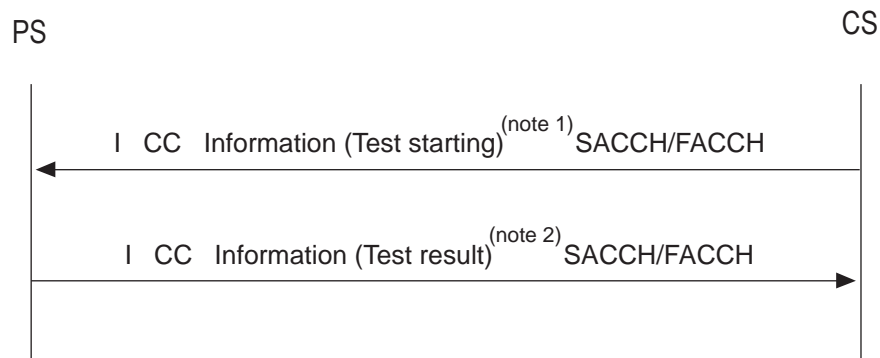 PS
CS
I CC Information (Test starting)(note 1) SACCH/FACCH
I CC Information (Test result)(note 2) SACCH/FACCH